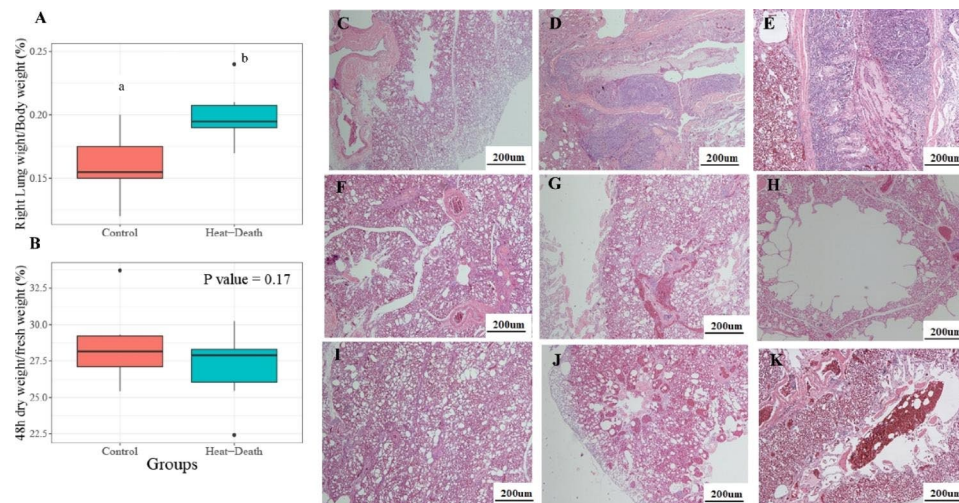 A
Right Lung wight/Body weight (%)
0.25
0.20
0.15
a
b
Control
Heat−Death
B
48h dry weight/fresh weight (%)
32.5
30.0
27.5
25.0
22.5
P value = 0.17
Control
Heat−Death
Groups
C
200um
D
200um
E
200um
F
200um
G
200um
H
200um
I
200um
J
200um
K
200um